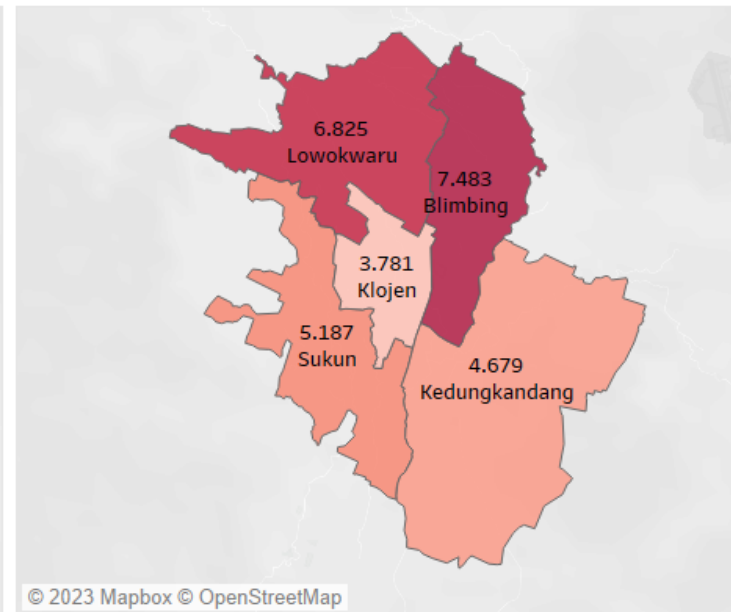 6.825
Lowokwaru
7.483
Blimbing
3.781
Klojen
5.187
Sukun
4.679
Kedungkandang
© 2023 Mapbox © OpenStreetMap